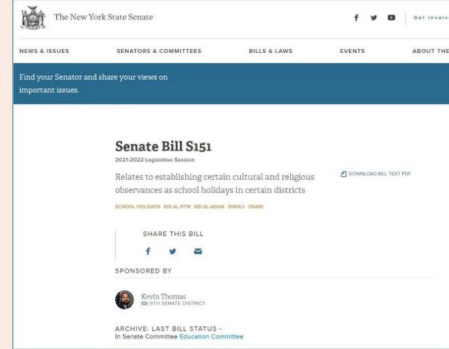 The New York State Senate
Get Involv
NEWS & ISSUES SENATORS & COMMITTEES BILLS & LAWS EVENTS ABOUT THE
Find your Senator and share your views on
important issues.
Senate Bill S151
2021-2022 Legislative Session
Relates to establishing certain cultural and religious
observances as school holidays in certain districts
DOWNLOAD BILL TEXT PDF
SCHOOL HOLIDAYS EID AL-FITR EID AL-ADHA DIWALI ONAM
SHARE THIS BILL
SPONSORED BY
Kevin Thomas
(D) 6TH SENATE DISTRICT
ARCHIVE: LAST BILL STATUS -
In Senate Committee Education Committee